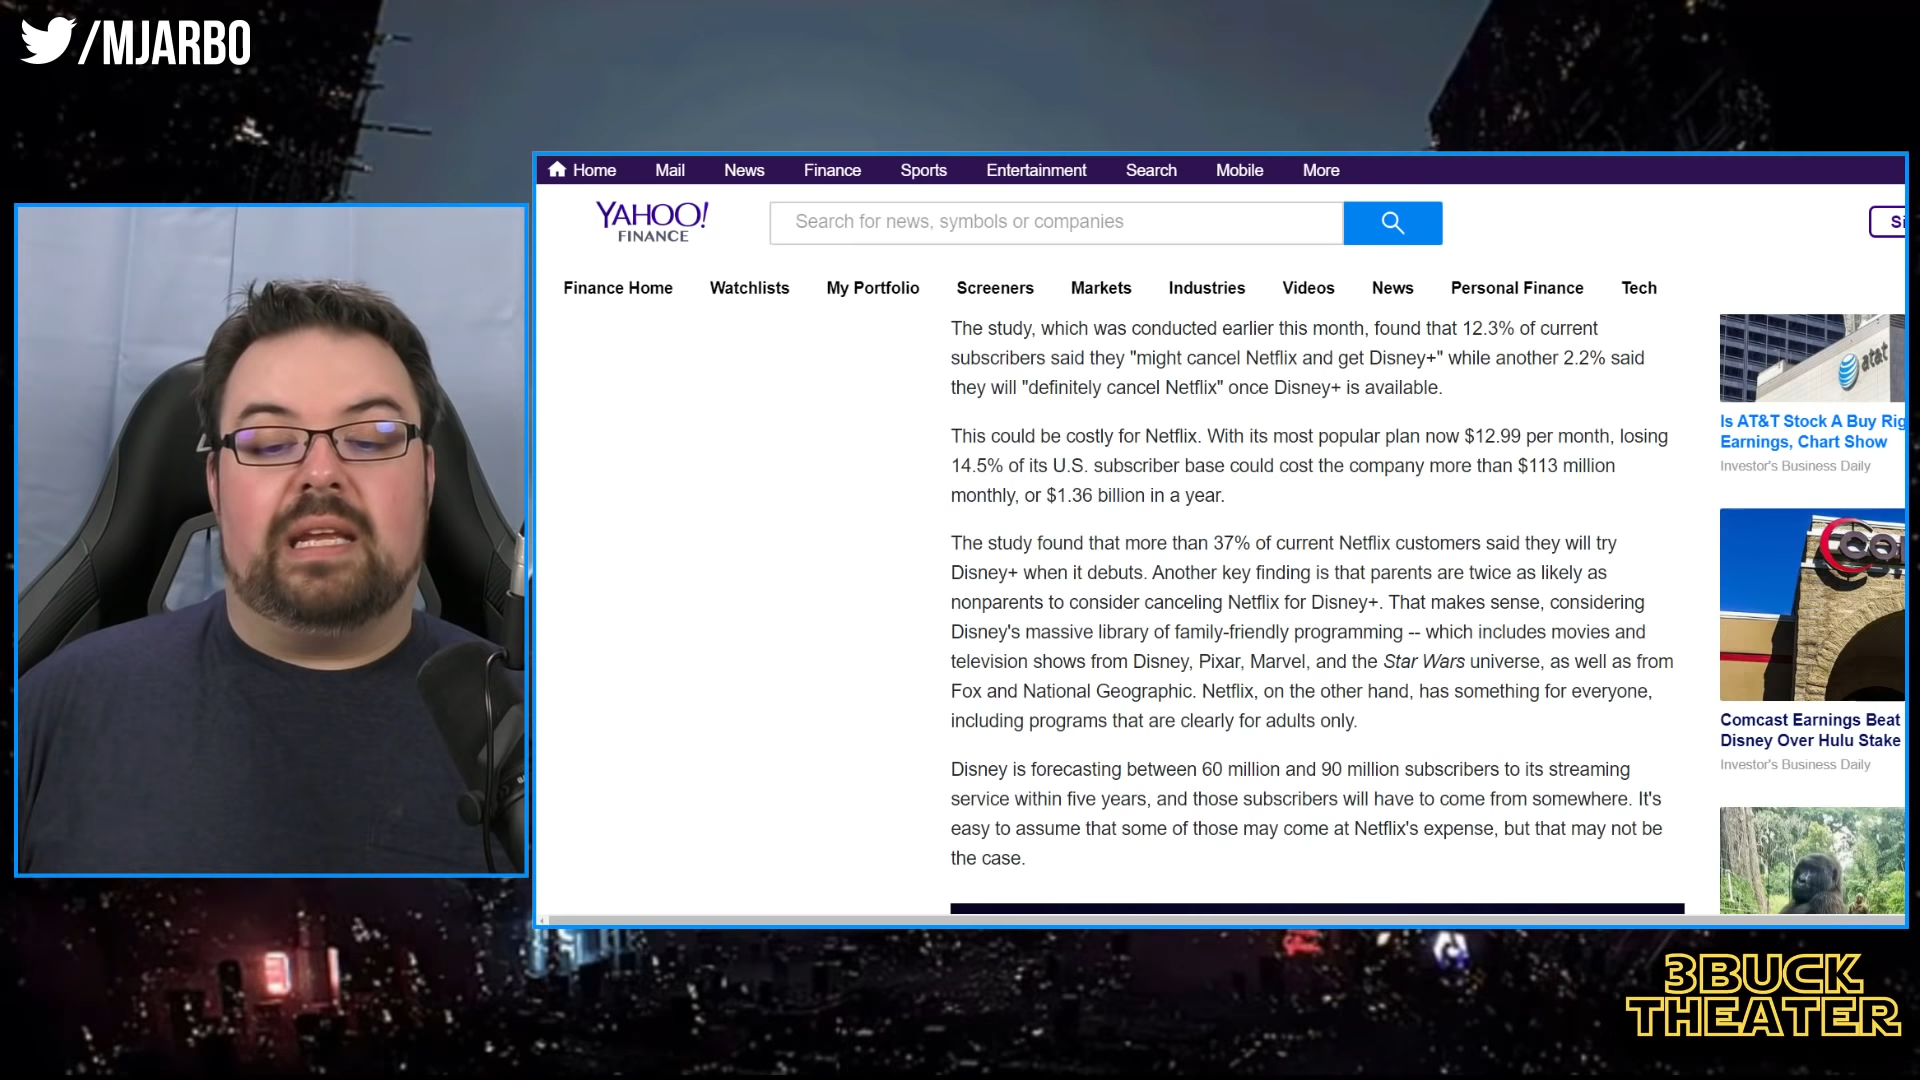 /MJARBO
Home Mail News Finance Sports Entertainment Search Mobile More
YAHOO!
FINANCE
Search for news, symbols or companies
Finance Home Watchlists My Portfolio Screeners Markets Industries Videos News Personal Finance Tech
The study, which was conducted earlier this month, found that 12.3% of current
subscribers said they "might cancel Netflix and get Disney+" while another 2.2% said
they will "definitely cancel Netflix" once Disney+ is available.
This could be costly for Netflix. With its most popular plan now $12.99 per month, losing
14.5% of its U.S. subscriber base could cost the company more than $113 million
monthly, or $1.36 billion in a year.
The study found that more than 37% of current Netflix customers said they will try
Disney+ when it debuts. Another key finding is that parents are twice as likely as
nonparents to consider canceling Netflix for Disney+. That makes sense, considering
Disney's massive library of family-friendly programming -- which includes movies and
television shows from Disney, Pixar, Marvel, and the Star Wars universe, as well as from
Fox and National Geographic. Netflix, on the other hand, has something for everyone,
including programs that are clearly for adults only.
Disney is forecasting between 60 million and 90 million subscribers to its streaming
service within five years, and those subscribers will have to come from somewhere. It's
easy to assume that some of those may come at Netflix's expense, but that may not be
the case.
at&t
Is AT&T Stock A Buy Rig
Earnings, Chart Show
Investor's Business Daily
Comcast Earnings Beat
Disney Over Hulu Stake
Investor's Business Daily
3BUCK
THEATER